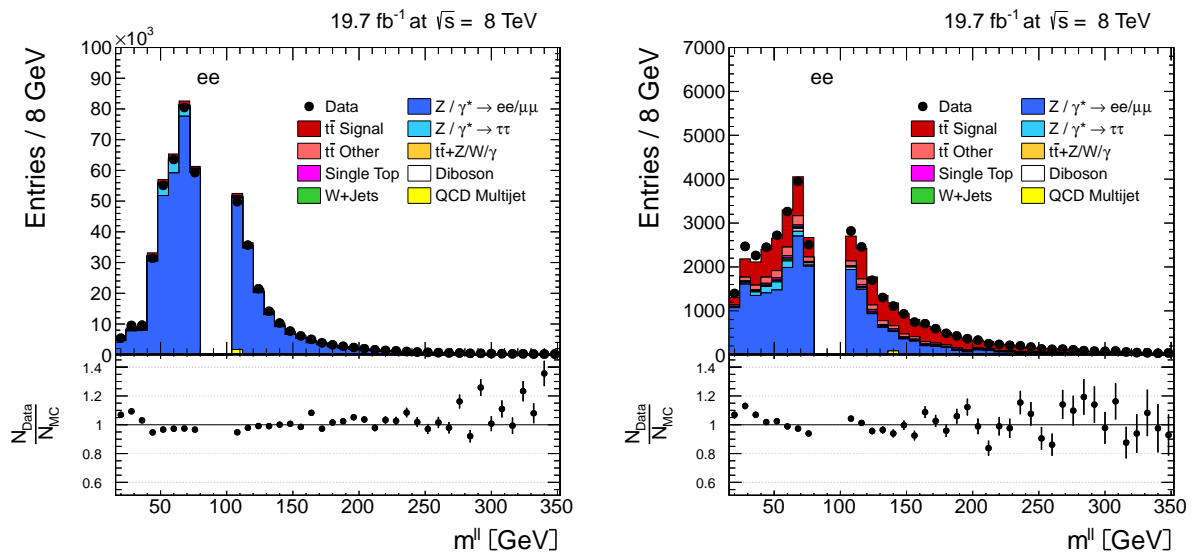 19.7 fb⁻¹ at √s = 8 TeV
×10³
Entries / 8 GeV
100
90
80
70
60
50
40
30
20
10
0
ee
Data
tt̄ Signal
tt̄ Other
Single Top
W+Jets
Z / γ* → ee/μμ
Z / γ* → ττ
tt̄+Z/W/γ
Diboson
QCD Multijet
N_Data
N_MC
1.4
1.2
1
0.8
0.6
50 100 150 200 250 300 350
m^ll [GeV]
19.7 fb⁻¹ at √s = 8 TeV
Entries / 8 GeV
7000
6000
5000
4000
3000
2000
1000
0
ee
Data
tt̄ Signal
tt̄ Other
Single Top
W+Jets
Z / γ* → ee/μμ
Z / γ* → ττ
tt̄+Z/W/γ
Diboson
QCD Multijet
N_Data
N_MC
1.4
1.2
1
0.8
0.6
50 100 150 200 250 300 350
m^ll [GeV]